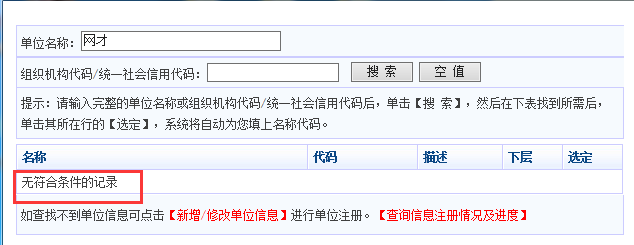 单位名称：网才
组织机构代码/统一社会信用代码： 搜 索 空 值
提示：请输入完整的单位名称或组织机构代码/统一社会信用代码后，单击【搜 索】，然后在下表找到所需后，
单击其所在行的【选定】，系统将自动为您填上名称代码。
名称 代码 描述 下层 选定
无符合条件的记录
如查找不到单位信息可点击【新增/修改单位信息】进行单位注册。【查询信息注册情况及进度】